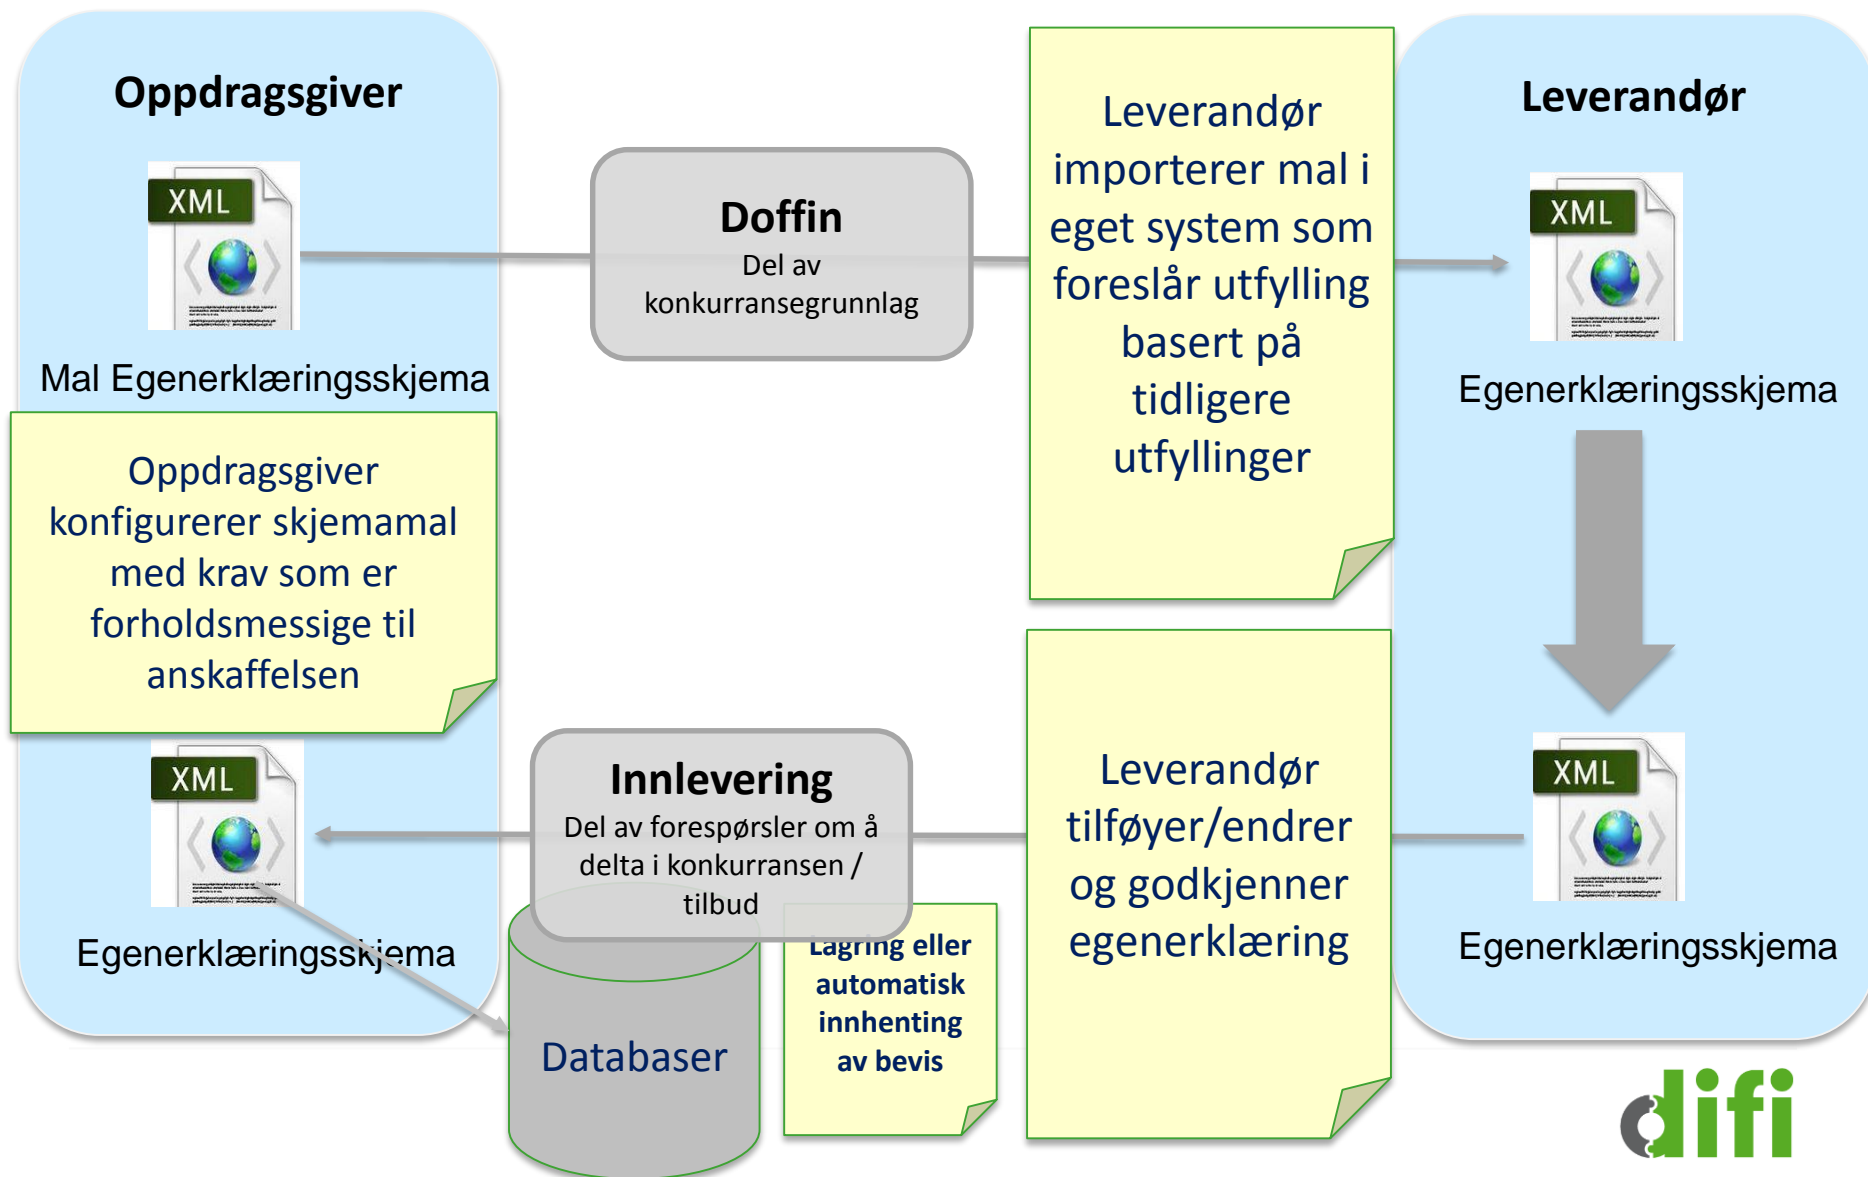 Oppdragsgiver
XML
Mal Egenerklæringsskjema
Oppdragsgiver
konfigurerer skjemamal
med krav som er
forholdsmessige til
anskaffelsen
XML
Egenerklæringsskjema
Doffin
Del av
konkurransegrunnlag
Leverandør
importerer mal i
eget system som
foreslår utfylling
basert på
tidligere
utfyllinger
Leverandør
XML
Egenerklæringsskjema
Innlevering
Del av forespørsler om å
delta i konkurransen /
tilbud
Databaser
Lagring eller
automatisk
innhenting
av bevis
Leverandør
tilføyer/endrer
og godkjenner
egenerklæring
XML
Egenerklæringsskjema
difi